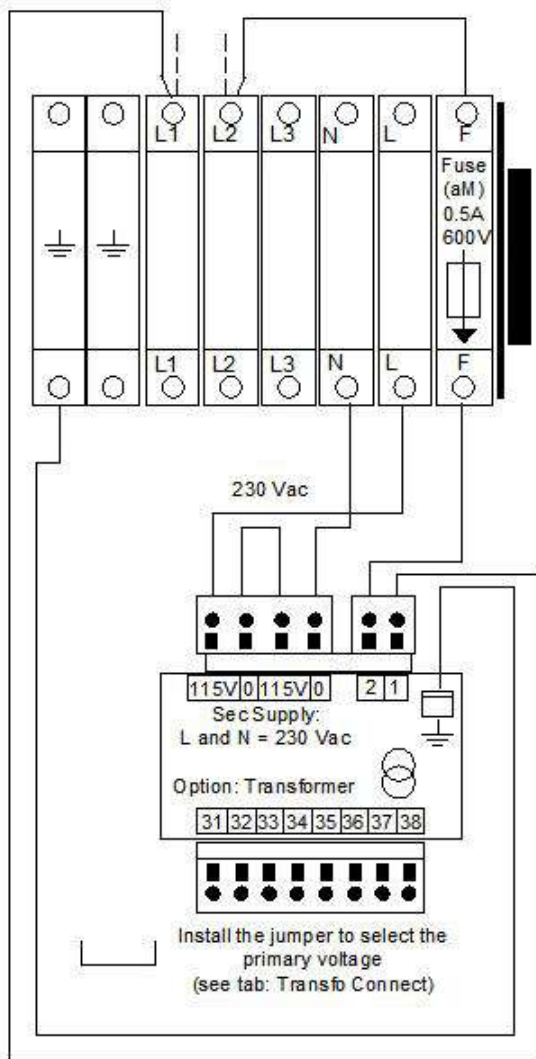 L1 L2 L3 N L F
Fuse
(aM)
0.5A
600V
L1 L2 L3 N L F
230 Vac
115V 0 115V 0 2 1
Sec Supply:
L and N = 230 Vac
Option: Transformer
31 32 33 34 35 36 37 38
Install the jumper to select the
primary voltage
(see tab: Transfo Connect)